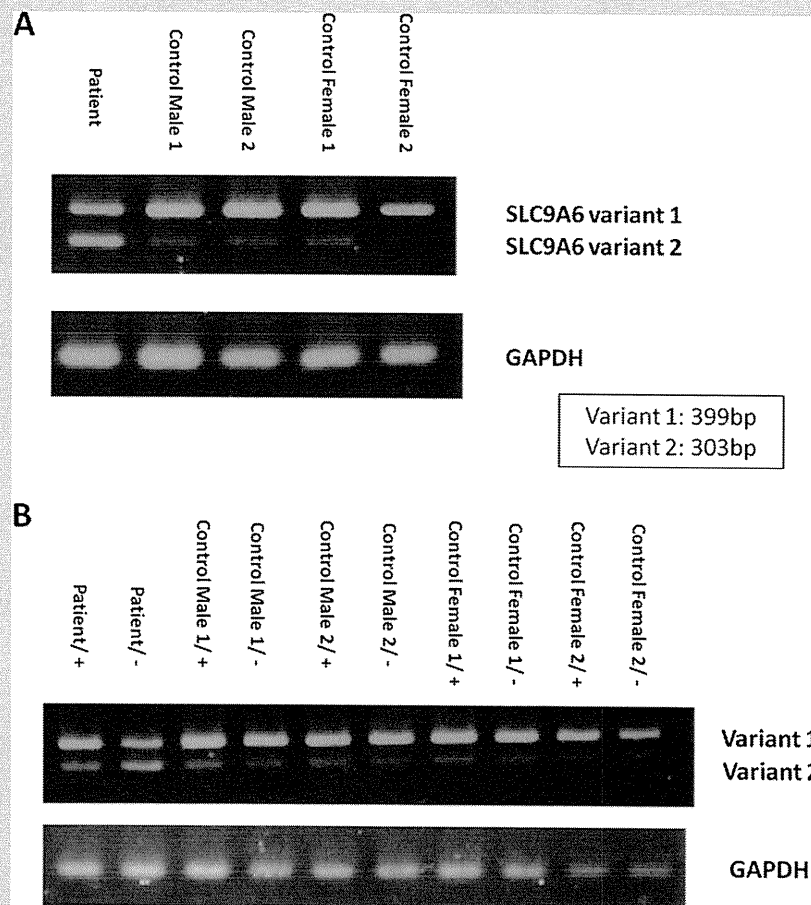 A
Patient
Control Male 1
Control Male 2
Control Female 1
Control Female 2
SLC9A6 variant 1
SLC9A6 variant 2
GAPDH
Variant 1: 399bp
Variant 2: 303bp
B
Patient/ +
Patient/ -
Control Male 1/ +
Control Male 1/ -
Control Male 2/ +
Control Male 2/ -
Control Female 1/ +
Control Female 1/ -
Control Female 2/ +
Control Female 2/ -
Variant 1
Variant 2
GAPDH